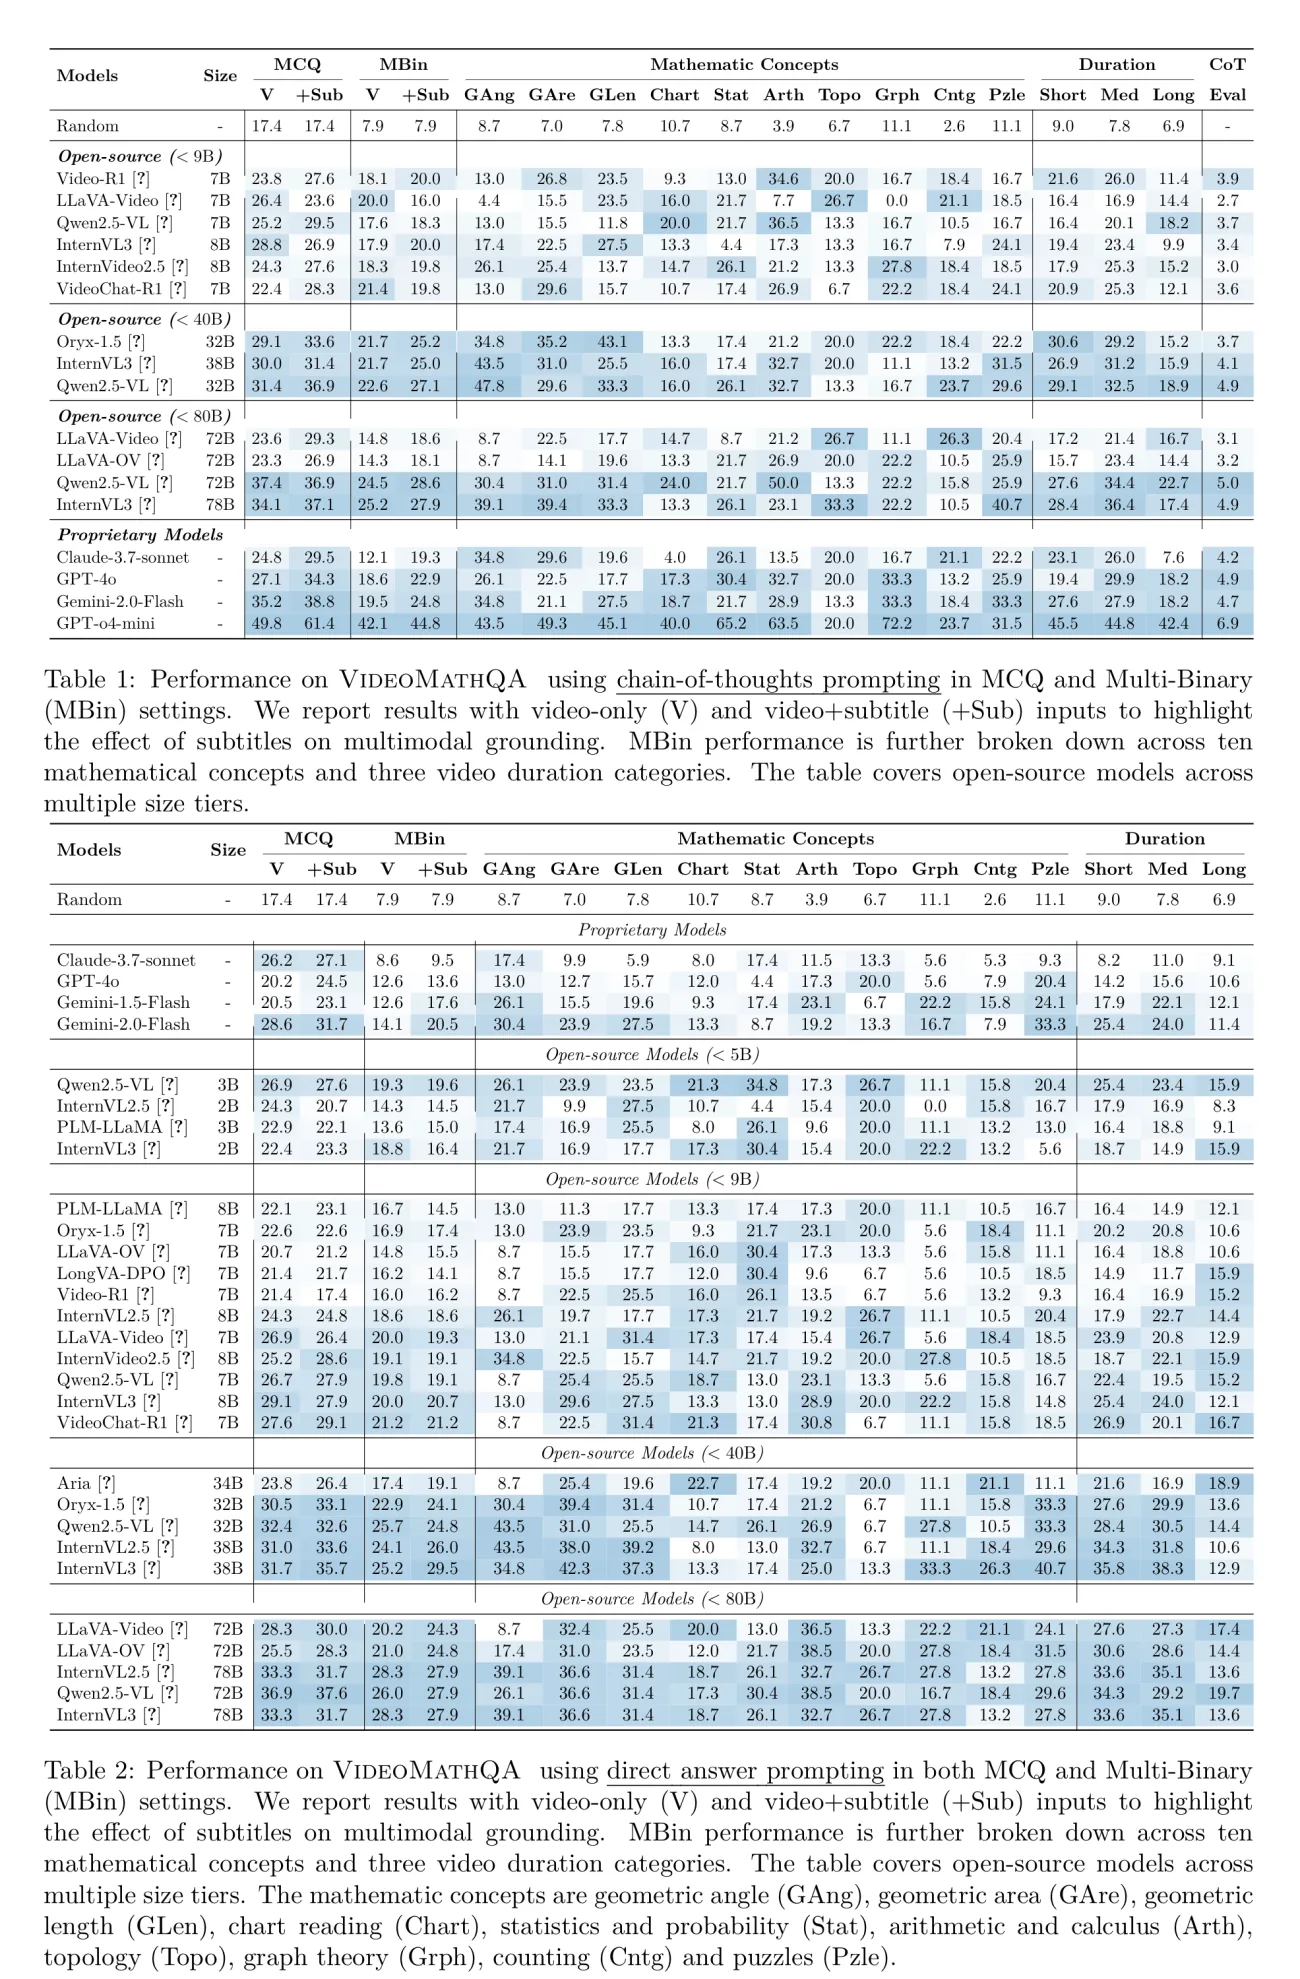 Models Size MCQ MBin Mathematic Concepts Duration CoT
V +Sub V +Sub GAng GAre GLen Chart Stat Arth Topo Grph Cntg Pzle Short Med Long Eval
Random - 17.4 17.4 7.9 7.9 8.7 7.0 7.8 10.7 8.7 3.9 6.7 11.1 2.6 11.1 9.0 7.8 6.9 -
Open-source (< 9B)
Video-R1 [?] 7B 23.8 27.6 18.1 20.0 13.0 26.8 23.5 9.3 13.0 34.6 20.0 16.7 18.4 16.7 21.6 26.0 11.4 3.9
LLaVA-Video [?] 7B 26.4 23.6 20.0 16.0 4.4 15.5 23.5 16.0 21.7 7.7 26.7 0.0 21.1 18.5 16.4 16.9 14.4 2.7
Qwen2.5-VL [?] 7B 25.2 29.5 17.6 18.3 13.0 15.5 11.8 20.0 21.7 36.5 13.3 16.7 10.5 16.7 16.4 20.1 18.2 3.7
InternVL3 [?] 8B 28.8 26.9 17.9 20.0 17.4 22.5 27.5 13.3 4.4 17.3 13.3 16.7 7.9 24.1 19.4 23.4 9.9 3.4
InternVideo2.5 [?] 8B 24.3 27.6 18.3 19.8 26.1 25.4 13.7 14.7 26.1 21.2 13.3 27.8 18.4 18.5 17.9 25.3 15.2 3.0
VideoChat-R1 [?] 7B 22.4 28.3 21.4 19.8 13.0 29.6 15.7 10.7 17.4 26.9 6.7 22.2 18.4 24.1 20.9 25.3 12.1 3.6
Open-source (< 40B)
Oryx-1.5 [?] 32B 29.1 33.6 21.7 25.2 34.8 35.2 43.1 13.3 17.4 21.2 20.0 22.2 18.4 22.2 30.6 29.2 15.2 3.7
InternVL3 [?] 38B 30.0 31.4 21.7 25.0 43.5 31.0 25.5 16.0 17.4 32.7 20.0 11.1 13.2 31.5 26.9 31.2 15.9 4.1
Qwen2.5-VL [?] 32B 31.4 36.9 22.6 27.1 47.8 29.6 33.3 16.0 26.1 32.7 13.3 16.7 23.7 29.6 29.1 32.5 18.9 4.9
Open-source (< 80B)
LLaVA-Video [?] 72B 23.6 29.3 14.8 18.6 8.7 22.5 17.7 14.7 8.7 21.2 26.7 11.1 26.3 20.4 17.2 21.4 16.7 3.1
LLaVA-OV [?] 72B 23.3 26.9 14.3 18.1 8.7 14.1 19.6 13.3 21.7 26.9 20.0 22.2 10.5 25.9 15.7 23.4 14.4 3.2
Qwen2.5-VL [?] 72B 37.4 36.9 24.5 28.6 30.4 31.0 31.4 24.0 21.7 50.0 13.3 22.2 15.8 25.9 27.6 34.4 22.7 5.0
InternVL3 [?] 78B 34.1 37.1 25.2 27.9 39.1 39.4 33.3 13.3 26.1 23.1 33.3 22.2 10.5 40.7 28.4 36.4 17.4 4.9
Proprietary Models
Claude-3.7-sonnet - 24.8 29.5 12.1 19.3 34.8 29.6 19.6 4.0 26.1 13.5 20.0 16.7 21.1 22.2 23.1 26.0 7.6 4.2
GPT-4o - 27.1 34.3 18.6 22.9 26.1 22.5 17.7 17.3 30.4 32.7 20.0 33.3 13.2 25.9 19.4 29.9 18.2 4.9
Gemini-2.0-Flash - 35.2 38.8 19.5 24.8 34.8 21.1 27.5 18.7 21.7 28.9 13.3 33.3 18.4 33.3 27.6 27.9 18.2 4.7
GPT-o4-mini - 49.8 61.4 42.1 44.8 43.5 49.3 45.1 40.0 65.2 63.5 20.0 72.2 23.7 31.5 45.5 44.8 42.4 6.9
Table 1: Performance on VIDEOMATHQA using chain-of-thoughts prompting in MCQ and Multi-Binary
(MBin) settings. We report results with video-only (V) and video+subtitle (+Sub) inputs to highlight
the effect of subtitles on multimodal grounding. MBin performance is further broken down across ten
mathematical concepts and three video duration categories. The table covers open-source models across
multiple size tiers.
Models Size MCQ MBin Mathematic Concepts Duration
V +Sub V +Sub GAng GAre GLen Chart Stat Arth Topo Grph Cntg Pzle Short Med Long
Random - 17.4 17.4 7.9 7.9 8.7 7.0 7.8 10.7 8.7 3.9 6.7 11.1 2.6 11.1 9.0 7.8 6.9
Proprietary Models
Claude-3.7-sonnet - 26.2 27.1 8.6 9.5 17.4 9.9 5.9 8.0 17.4 11.5 13.3 5.6 5.3 9.3 8.2 11.0 9.1
GPT-4o - 20.2 24.5 12.6 13.6 13.0 12.7 15.7 12.0 4.4 17.3 20.0 5.6 7.9 20.4 14.2 15.6 10.6
Gemini-1.5-Flash - 20.5 23.1 12.6 17.6 26.1 15.5 19.6 9.3 17.4 23.1 6.7 22.2 15.8 24.1 17.9 22.1 12.1
Gemini-2.0-Flash - 28.6 31.7 14.1 20.5 30.4 23.9 27.5 13.3 8.7 19.2 13.3 16.7 7.9 33.3 25.4 24.0 11.4
Open-source Models (< 5B)
Qwen2.5-VL [?] 3B 26.9 27.6 19.3 19.6 26.1 23.9 23.5 21.3 34.8 17.3 26.7 11.1 15.8 20.4 25.4 23.4 15.9
InternVL2.5 [?] 2B 24.3 20.7 14.3 14.5 21.7 9.9 27.5 10.7 4.4 15.4 20.0 0.0 15.8 16.7 17.9 16.9 8.3
PLM-LLaMA [?] 3B 22.9 22.1 13.6 15.0 17.4 16.9 25.5 8.0 26.1 9.6 20.0 11.1 13.2 13.0 16.4 18.8 9.1
InternVL3 [?] 2B 22.4 23.3 18.8 16.4 21.7 16.9 17.7 17.3 30.4 15.4 20.0 22.2 13.2 5.6 18.7 14.9 15.9
Open-source Models (< 9B)
PLM-LLaMA [?] 8B 22.1 23.1 16.7 14.5 13.0 11.3 17.7 13.3 17.4 17.3 20.0 11.1 10.5 16.7 16.4 14.9 12.1
Oryx-1.5 [?] 7B 22.6 22.6 16.9 17.4 13.0 23.9 23.5 9.3 21.7 23.1 20.0 5.6 18.4 11.1 20.2 20.8 10.6
LLaVA-OV [?] 7B 20.7 21.2 14.8 15.5 8.7 15.5 17.7 16.0 30.4 17.3 13.3 5.6 15.8 11.1 16.4 18.8 10.6
LongVA-DPO [?] 7B 21.4 21.7 16.2 14.1 8.7 15.5 17.7 12.0 30.4 9.6 6.7 5.6 10.5 18.5 14.9 11.7 15.9
Video-R1 [?] 7B 21.4 17.4 16.0 16.2 8.7 22.5 25.5 16.0 26.1 13.5 6.7 5.6 13.2 9.3 16.4 16.9 15.2
InternVL2.5 [?] 8B 24.3 24.8 18.6 18.6 26.1 19.7 17.7 17.3 21.7 19.2 26.7 11.1 10.5 20.4 17.9 22.7 14.4
LLaVA-Video [?] 7B 26.9 26.4 20.0 19.3 13.0 21.1 31.4 17.3 17.4 15.4 26.7 5.6 18.4 18.5 23.9 20.8 12.9
InternVideo2.5 [?] 8B 25.2 28.6 19.1 19.1 34.8 22.5 15.7 14.7 21.7 19.2 20.0 27.8 10.5 18.5 18.7 22.1 15.9
Qwen2.5-VL [?] 7B 26.7 27.9 19.8 19.1 8.7 25.4 25.5 18.7 13.0 23.1 13.3 5.6 15.8 16.7 22.4 19.5 15.2
InternVL3 [?] 8B 29.1 27.9 20.0 20.7 13.0 29.6 27.5 13.3 13.0 28.9 20.0 22.2 15.8 14.8 25.4 24.0 12.1
VideoChat-R1 [?] 7B 27.6 29.1 21.2 21.2 8.7 22.5 31.4 21.3 17.4 30.8 6.7 11.1 15.8 18.5 26.9 20.1 16.7
Open-source Models (< 40B)
Aria [?] 34B 23.8 26.4 17.4 19.1 8.7 25.4 19.6 22.7 17.4 19.2 20.0 11.1 21.1 11.1 21.6 16.9 18.9
Oryx-1.5 [?] 32B 30.5 33.1 22.9 24.1 30.4 39.4 31.4 10.7 17.4 21.2 6.7 11.1 15.8 33.3 27.6 29.9 13.6
Qwen2.5-VL [?] 32B 32.4 32.6 25.7 24.8 43.5 31.0 25.5 14.7 26.1 26.9 6.7 27.8 10.5 33.3 28.4 30.5 14.4
InternVL2.5 [?] 38B 31.0 33.6 24.1 26.0 43.5 38.0 39.2 8.0 13.0 32.7 6.7 11.1 18.4 29.6 34.3 31.8 10.6
InternVL3 [?] 38B 31.7 35.7 25.2 29.5 34.8 42.3 37.3 13.3 17.4 25.0 13.3 33.3 26.3 40.7 35.8 38.3 12.9
Open-source Models (< 80B)
LLaVA-Video [?] 72B 28.3 30.0 20.2 24.3 8.7 32.4 25.5 20.0 13.0 36.5 13.3 22.2 21.1 24.1 27.6 27.3 17.4
LLaVA-OV [?] 72B 25.5 28.3 21.0 24.8 17.4 31.0 23.5 12.0 21.7 38.5 20.0 27.8 18.4 31.5 30.6 28.6 14.4
InternVL2.5 [?] 78B 33.3 31.7 28.3 27.9 39.1 36.6 31.4 18.7 26.1 32.7 26.7 27.8 13.2 27.8 33.6 35.1 13.6
Qwen2.5-VL [?] 72B 36.9 37.6 26.0 27.9 26.1 36.6 31.4 17.3 30.4 38.5 20.0 16.7 18.4 29.6 34.3 29.2 19.7
InternVL3 [?] 78B 33.3 31.7 28.3 27.9 39.1 36.6 31.4 18.7 26.1 32.7 26.7 27.8 13.2 27.8 33.6 35.1 13.6
Table 2: Performance on VIDEOMATHQA using direct answer prompting in both MCQ and Multi-Binary
(MBin) settings. We report results with video-only (V) and video+subtitle (+Sub) inputs to highlight
the effect of subtitles on multimodal grounding. MBin performance is further broken down across ten
mathematical concepts and three video duration categories. The table covers open-source models across
multiple size tiers. The mathematic concepts are geometric angle (GAng), geometric area (GAre), geometric
length (GLen), chart reading (Chart), statistics and probability (Stat), arithmetic and calculus (Arth),
topology (Topo), graph theory (Grph), counting (Cntg) and puzzles (Pzle).